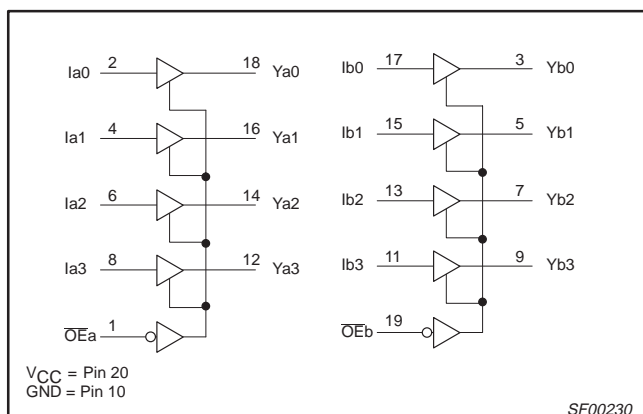 Ia0 2 18 Ya0
Ia1 4 16 Ya1
Ia2 6 14 Ya2
Ia3 8 12 Ya3
OEa 1
VCC = Pin 20
GND = Pin 10
Ib0 17 3 Yb0
Ib1 15 5 Yb1
Ib2 13 7 Yb2
Ib3 11 9 Yb3
OEb 19
SF00230